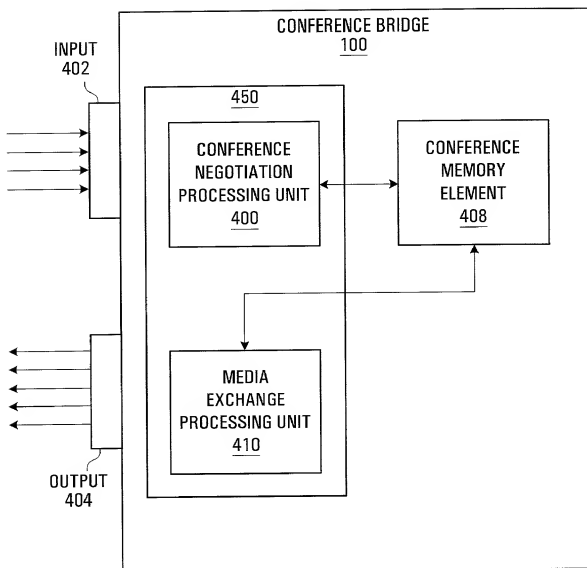 CONFERENCE BRIDGE
100
INPUT
402
450
CONFERENCE
NEGOTIATION
PROCESSING UNIT
400
CONFERENCE
MEMORY
ELEMENT
408
MEDIA
EXCHANGE
PROCESSING UNIT
410
OUTPUT
404